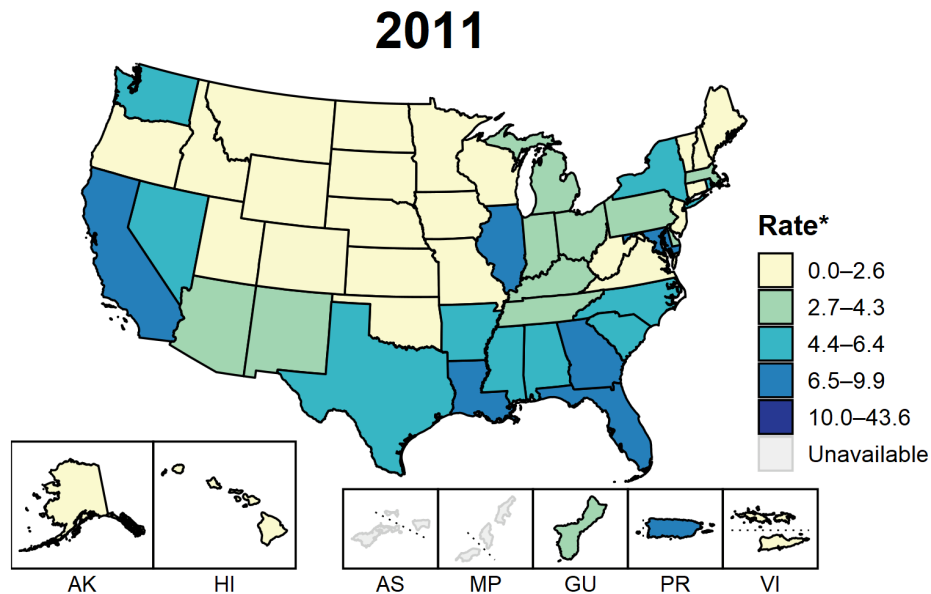 2011
Rate*
0.0–2.6
2.7–4.3
4.4–6.4
6.5–9.9
10.0–43.6
Unavailable
AK
HI
AS
MP
GU
PR
VI